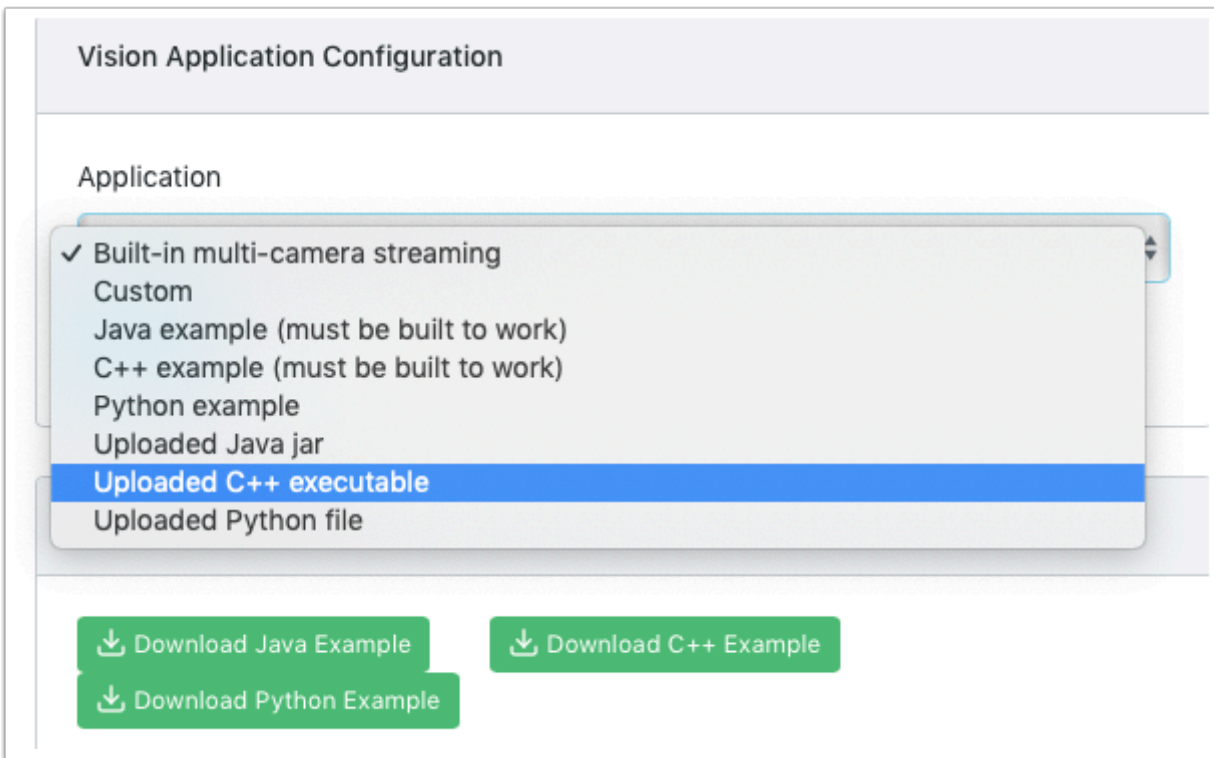 Vision Application Configuration
Application
✓ Built-in multi-camera streaming
Custom
Java example (must be built to work)
C++ example (must be built to work)
Python example
Uploaded Java jar
Uploaded C++ executable
Uploaded Python file
Download Java Example
Download C++ Example
Download Python Example